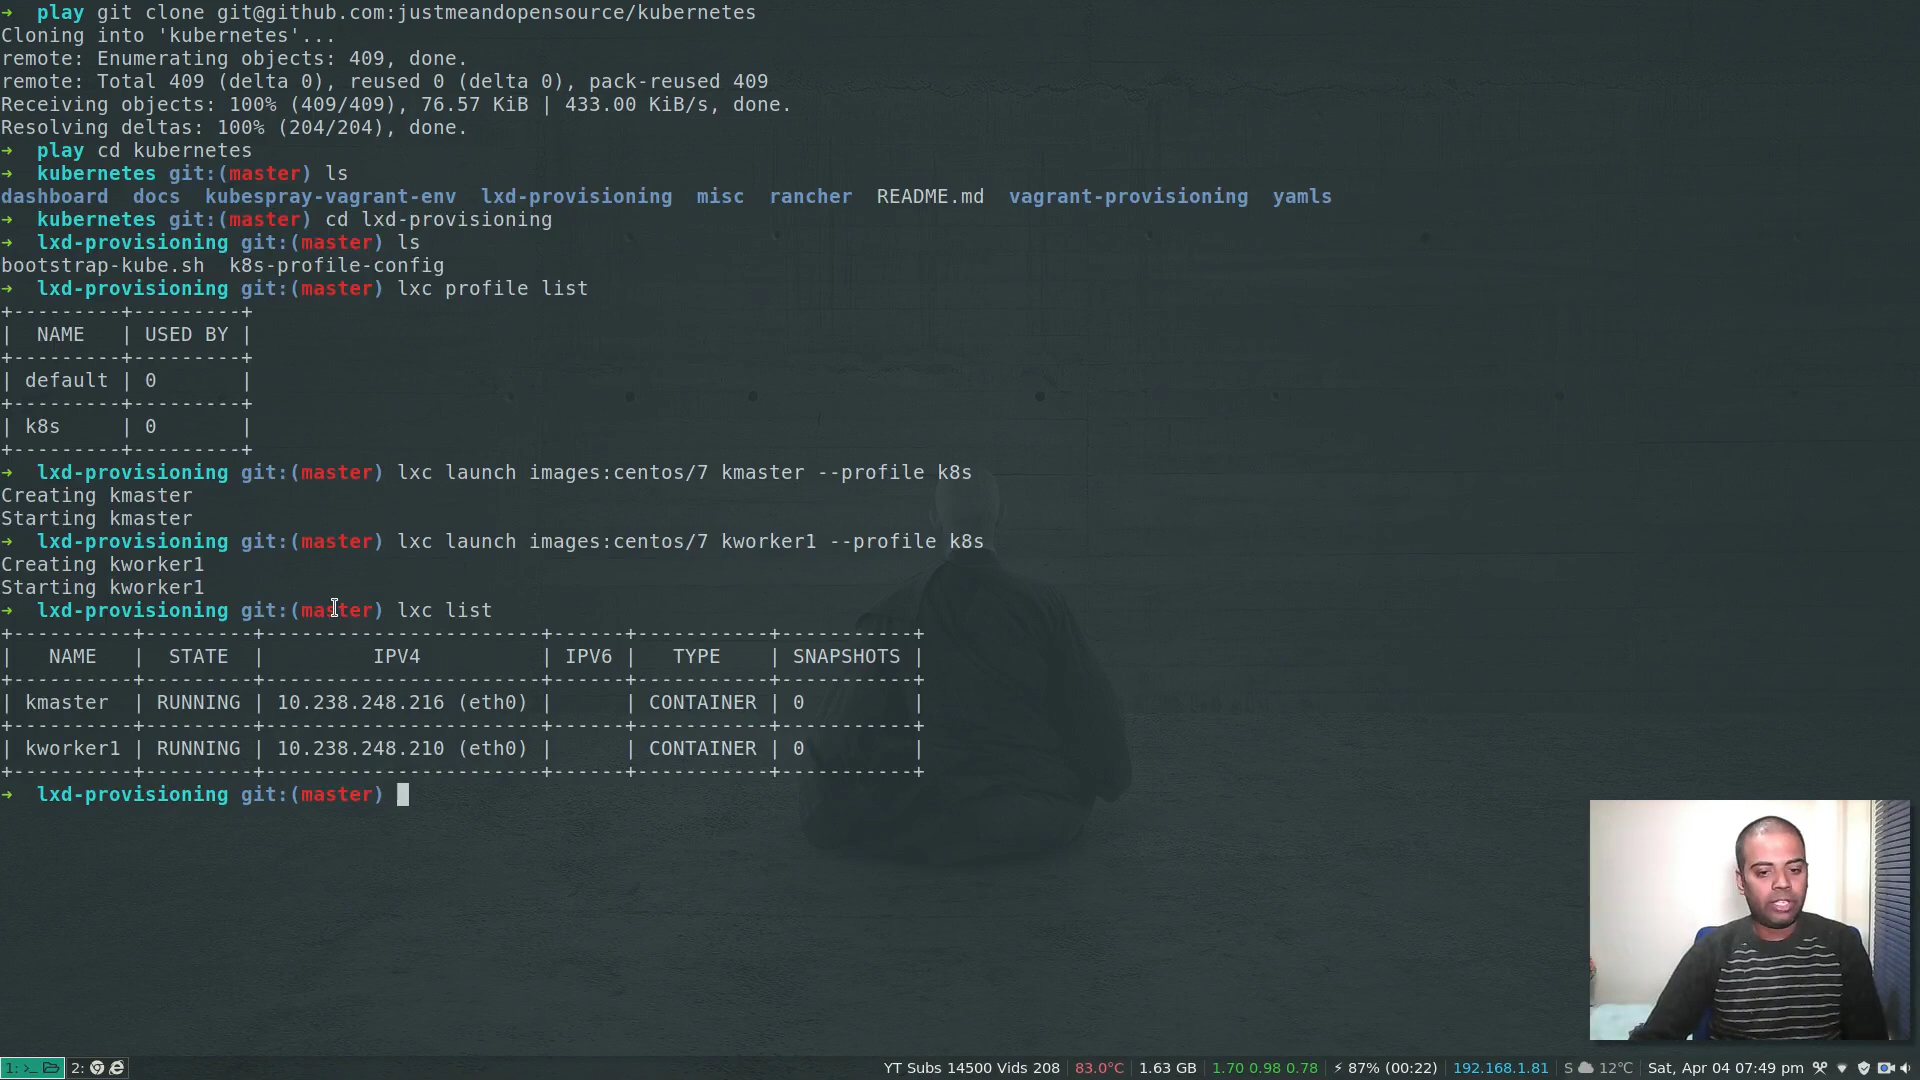 →  play git clone git@github.com:justmeandopensource/kubernetes
Cloning into 'kubernetes'...
remote: Enumerating objects: 409, done.
remote: Total 409 (delta 0), reused 0 (delta 0), pack-reused 409
Receiving objects: 100% (409/409), 76.57 KiB | 433.00 KiB/s, done.
Resolving deltas: 100% (204/204), done.
→  play cd kubernetes
→  kubernetes git:(master) ls
dashboard  docs  kubespray-vagrant-env  lxd-provisioning  misc  rancher  README.md  vagrant-provisioning  yamls
→  kubernetes git:(master) cd lxd-provisioning
→  lxd-provisioning git:(master) ls
bootstrap-kube.sh  k8s-profile-config
→  lxd-provisioning git:(master) lxc profile list
+---------+---------+
|  NAME   | USED BY |
+---------+---------+
| default | 0       |
+---------+---------+
| k8s     | 0       |
+---------+---------+
→  lxd-provisioning git:(master) lxc launch images:centos/7 kmaster --profile k8s
Creating kmaster
Starting kmaster
→  lxd-provisioning git:(master) lxc launch images:centos/7 kworker1 --profile k8s
Creating kworker1
Starting kworker1
→  lxd-provisioning git:(master) lxc list
+----------+---------+-----------------------+------+-----------+-----------+
|   NAME   |  STATE  |         IPV4          | IPV6 |   TYPE    | SNAPSHOTS |
+----------+---------+-----------------------+------+-----------+-----------+
| kmaster  | RUNNING | 10.238.248.216 (eth0) |      | CONTAINER | 0         |
+----------+---------+-----------------------+------+-----------+-----------+
| kworker1 | RUNNING | 10.238.248.210 (eth0) |      | CONTAINER | 0         |
+----------+---------+-----------------------+------+-----------+-----------+
→  lxd-provisioning git:(master)
1: 2: YT Subs 14500 Vids 208 | 83.0°C | 1.63 GB | 1.70 0.98 0.78 | ⚡ 87% (00:22) | 192.168.1.81 | S 12°C | Sat, Apr 04 07:49 pm